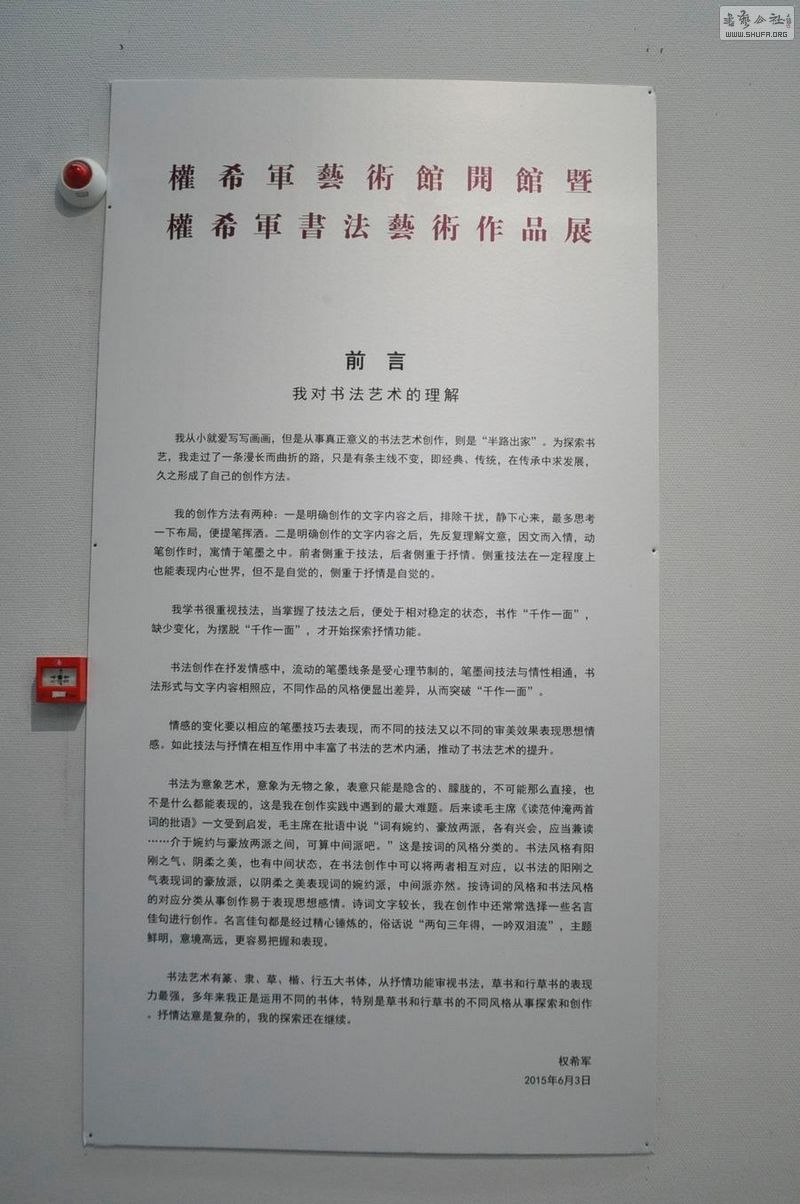 書藝公社
WWW.SHUFA.ORG
權希軍藝術館開館暨
權希軍書法藝術作品展
前言
我对书法艺术的理解
我从小就爱写写画画，但是从事真正意义的书法艺术创作，则是“半路出家”。为探索书
艺，我走过了一条漫长而曲折的路，只是有条主线不变，即经典、传统，在传承中求发展，
久之形成了自己的创作方法。
我的创作方法有两种：一是明确创作的文字内容之后，排除干扰，静下心来，最多思考
一下布局，便提笔挥洒。二是明确创作的文字内容之后，先反复理解文意，因文而入情，动
笔创作时，寓情于笔墨之中。前者侧重于技法，后者侧重于抒情。侧重技法在一定程度上
也能表现内心世界，但不是自觉的，侧重于抒情是自觉的。
我学书很重视技法，当掌握了技法之后，便处于相对稳定的状态，书作“千作一面”，
缺少变化，为摆脱“千作一面”，才开始探索抒情功能。
书法创作在抒发情感中，流动的笔墨线条是受心理节制的，笔墨间技法与情性相通，书
法形式与文字内容相照应，不同作品的风格便显出差异，从而突破“千作一面”。
情感的变化要以相应的笔墨技巧去表现，而不同的技法又以不同的审美效果表现思想情
感。如此技法与抒情在相互作用中丰富了书法的艺术内涵，推动了书法艺术的提升。
书法为意象艺术，意象为无物之象，表意只能是隐含的、朦胧的，不可能那么直接，也
不是什么都能表现的，这是我在创作实践中遇到的最大难题。后来读毛主席《读范仲淹两首
词的批语》一文受到启发，毛主席在批语中说“词有婉约、豪放两派，各有兴会，应当兼读
……介于婉约与豪放两派之间，可算中间派吧。”这是按词的风格分类的。书法风格有阳
刚之气、阴柔之美，也有中间状态，在书法创作中可以将两者相互对应，以书法的阳刚之
气表现词的豪放派，以阴柔之美表现词的婉约派，中间派亦然。按诗词的风格和书法风格
的对应分类从事创作易于表现思想感情。诗词文字较长，我在创作中还常常选择一些名言
佳句进行创作。名言佳句都是经过精心锤炼的，俗话说“两句三年得，一吟双泪流”，主题
鲜明，意境高远，更容易把握和表现。
书法艺术有篆、隶、草、楷、行五大书体，从抒情功能审视书法，草书和行草书的表现
力最强，多年来我正是运用不同的书体，特别是草书和行草书的不同风格从事探索和创作
。抒情达意是复杂的，我的探索还在继续。
权希军
2015年6月3日